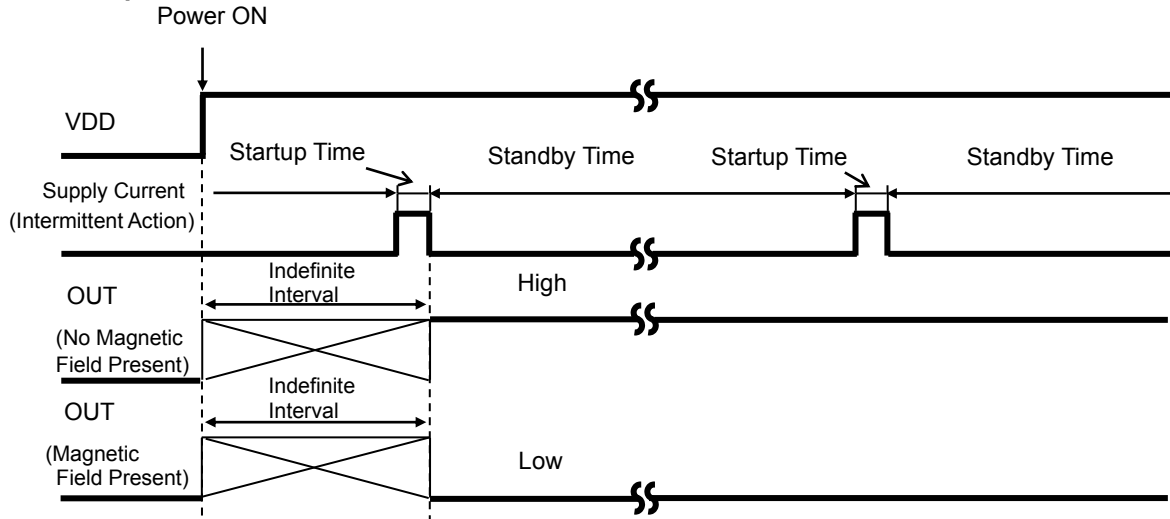 Power ON
VDD
Startup Time
Standby Time
Startup Time
Standby Time
Supply Current
(Intermittent Action)
Indefinite
Interval
High
OUT
(No Magnetic
Field Present)
Indefinite
Interval
OUT
(Magnetic
Field Present)
Low